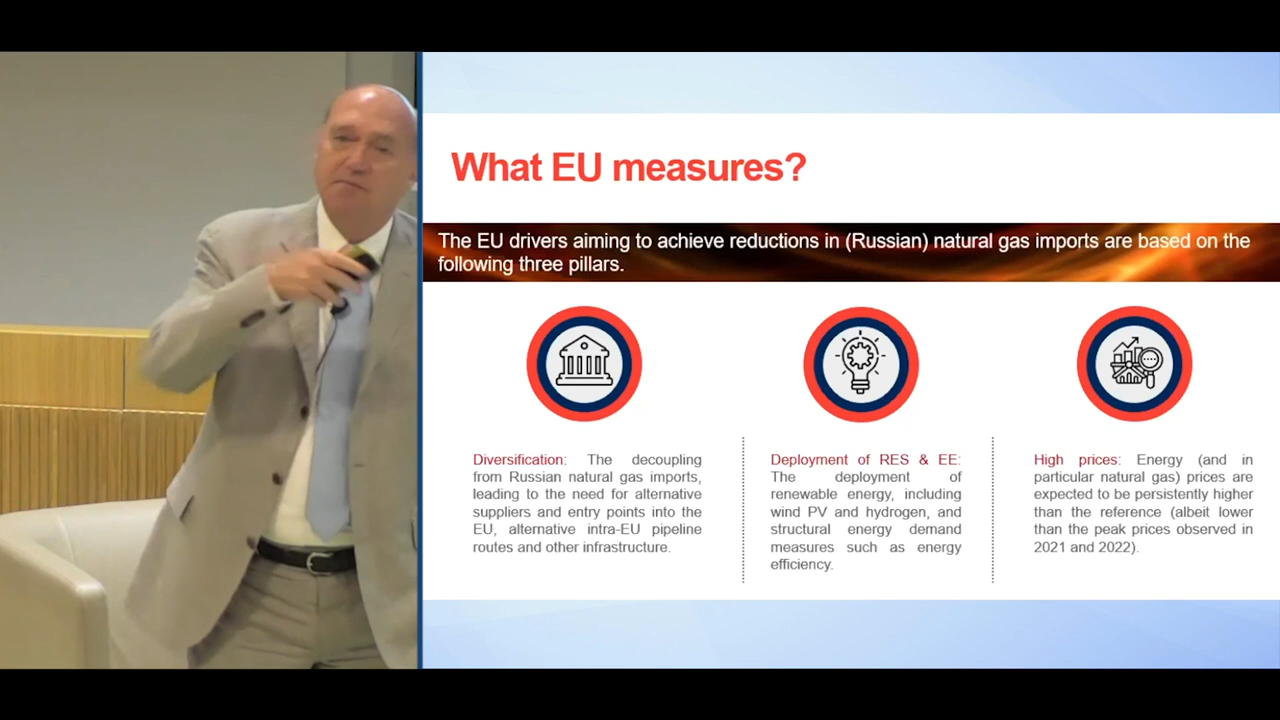 What EU measures?
The EU drivers aiming to achieve reductions in (Russian) natural gas imports are based on the
following three pillars.
Diversification: The decoupling
from Russian natural gas imports,
leading to the need for alternative
suppliers and entry points into the
EU, alternative intra-EU pipeline
routes and other infrastructure.
Deployment of RES & EE:
The deployment of
renewable energy, including
wind PV and hydrogen, and
structural energy demand
measures such as energy
efficiency.
High prices: Energy (and in
particular natural gas) prices are
expected to be persistently higher
than the reference (albeit lower
than the peak prices observed in
2021 and 2022).